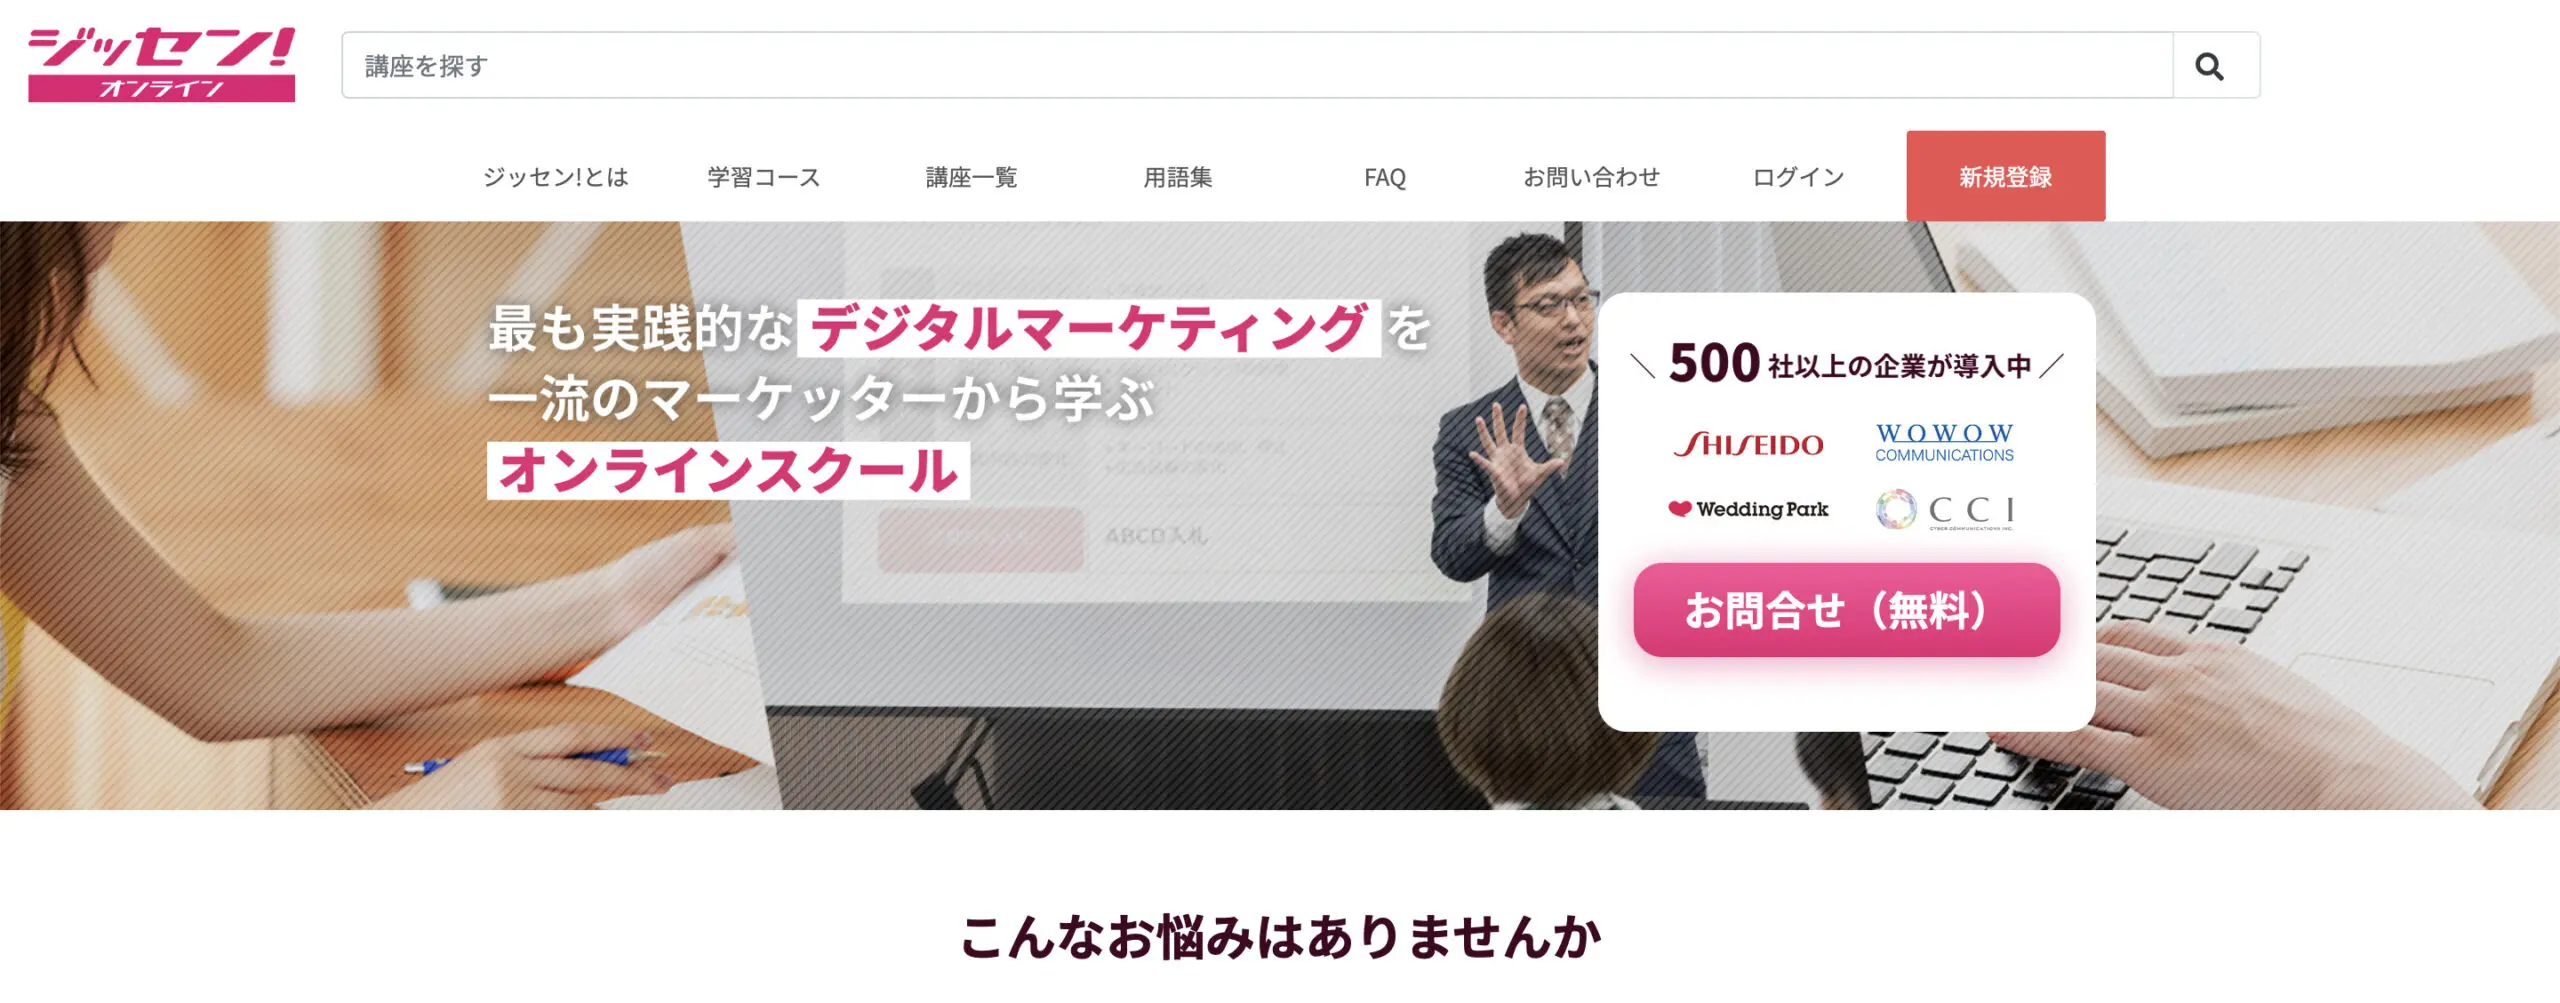 ジッセン!
オンライン
講座を探す
ジッセン!とは
学習コース
講座一覧
用語集
FAQ
お問い合わせ
ログイン
新規登録
最も実践的なデジタルマーケティングを
一流のマーケッターから学ぶ
オンラインスクール
ABCD入札
\ 500社以上の企業が導入中 /
SHISEIDO
WOWOW
COMMUNICATIONS
Wedding Park
CCI
CYBER COMMUNICATIONS INC.
お問合せ（無料）
こんなお悩みはありませんか